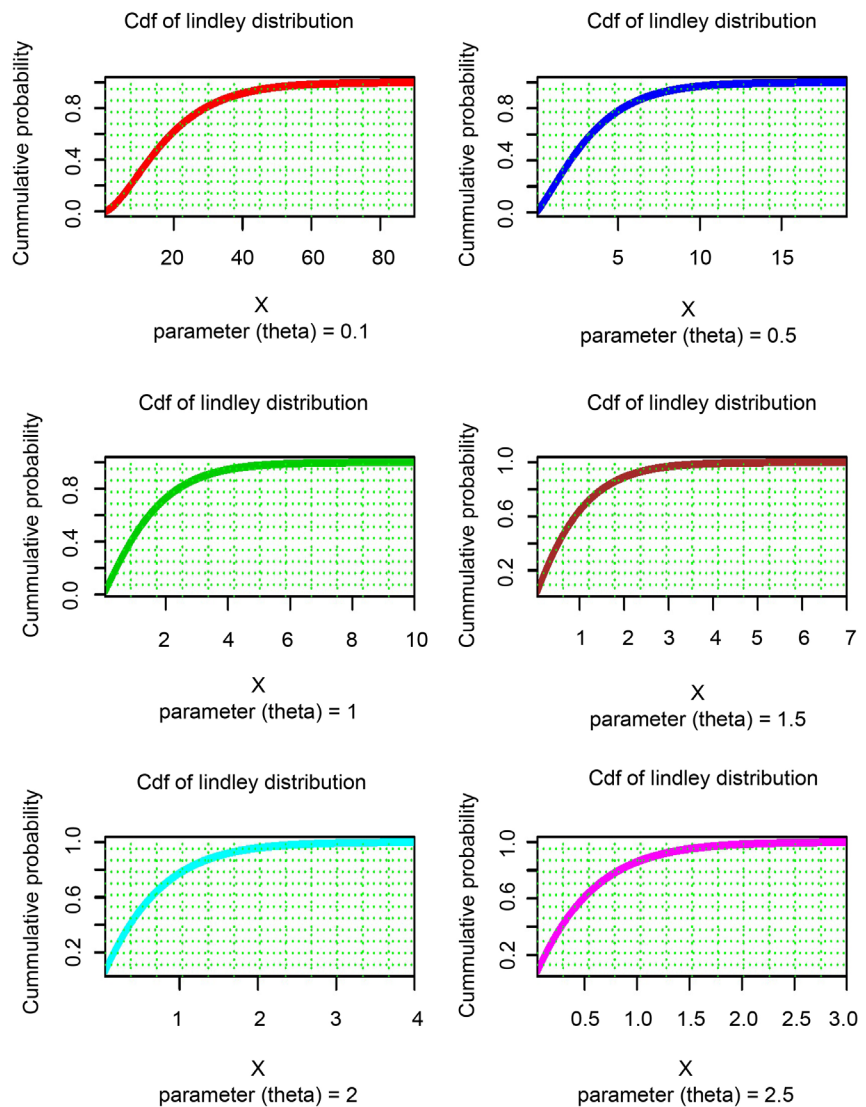 Cdf of lindley distribution
Cummulative probability
0.0 0.4 0.8
20 40 60 80
X
parameter (theta) = 0.1
Cdf of lindley distribution
Cummulative probability
0.0 0.4 0.8
5 10 15
X
parameter (theta) = 0.5
Cdf of lindley distribution
Cummulative probability
0.0 0.4 0.8
2 4 6 8 10
X
parameter (theta) = 1
Cdf of lindley distribution
Cummulative probability
0.2 0.6 1.0
1 2 3 4 5 6 7
X
parameter (theta) = 1.5
Cdf of lindley distribution
Cummulative probability
0.2 0.6 1.0
1 2 3 4
X
parameter (theta) = 2
Cdf of lindley distribution
Cummulative probability
0.2 0.6 1.0
0.5 1.0 1.5 2.0 2.5 3.0
X
parameter (theta) = 2.5